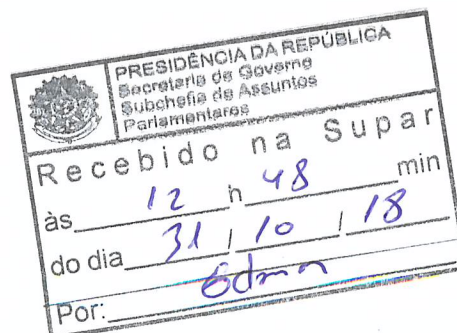 PRESIDÊNCIA DA REPÚBLICA
Secretaria de Governo
Subchefia de Assuntos
Parlamentares
Recebido na Supar
às 12 h 48 min
do dia 31 / 10 / 18
Por: